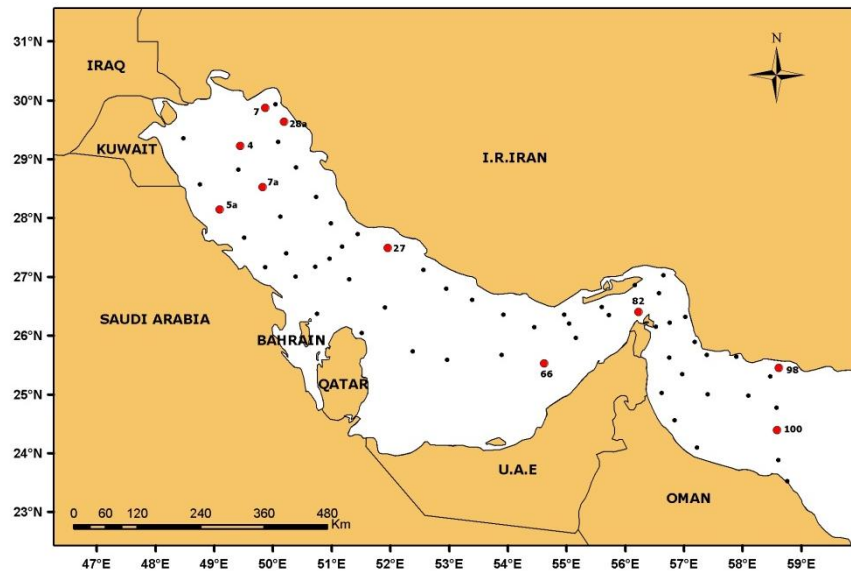 N
31°N
IRAQ
30°N
7
28a
29°N
4
KUWAIT
I.R.IRAN
7a
28°N
5a
27
27°N
82
26°N
SAUDI ARABIA
BAHRAIN
98
QATAR
66
25°N
100
24°N
U.A.E
OMAN
23°N
0 60 120 240 360 480
Km
47°E 48°E 49°E 50°E 51°E 52°E 53°E 54°E 55°E 56°E 57°E 58°E 59°E